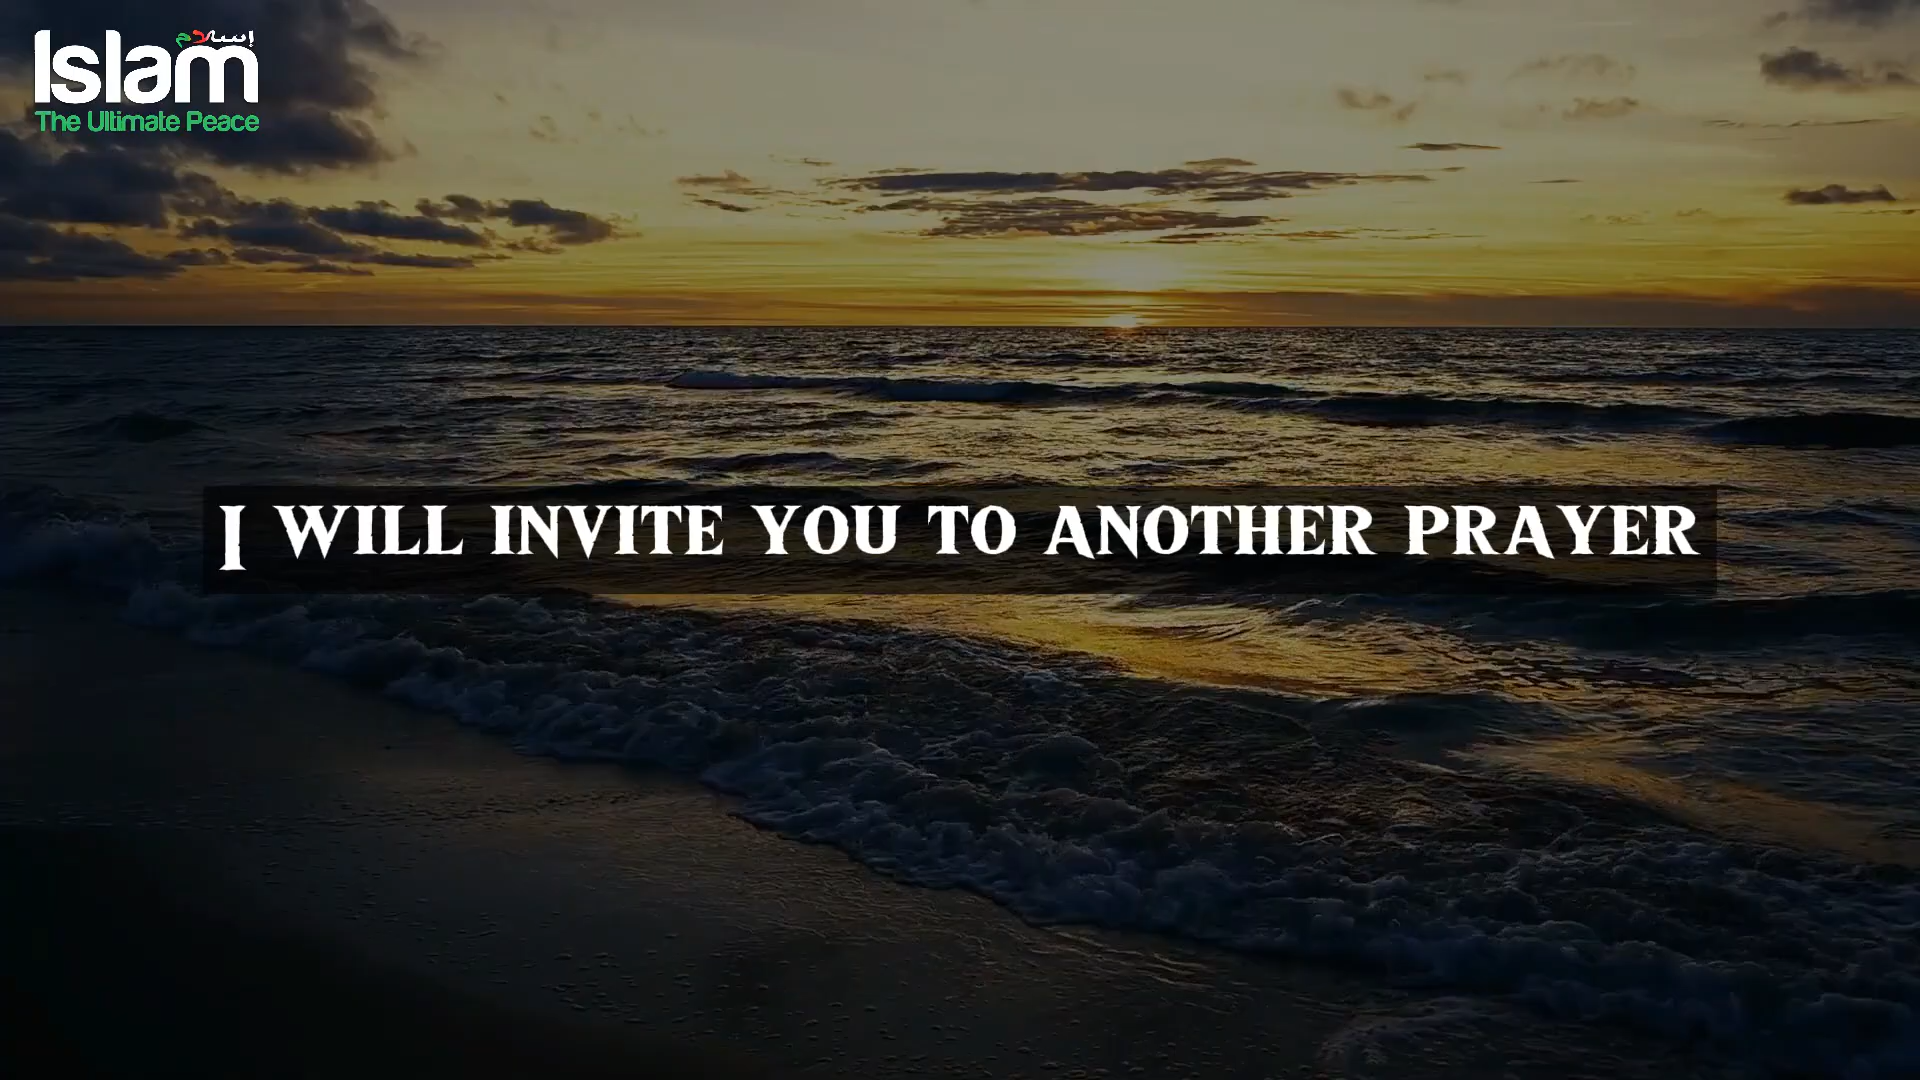 إسلام
Islam
The Ultimate Peace
I WILL INVITE YOU TO ANOTHER PRAYER